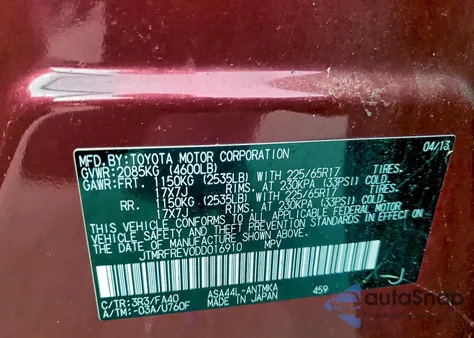 MFD.BY:TOYOTA MOTOR CORPORATION 04/13
GVWR:2085KG (4600LB)
GAWR:FRT. 1150KG (2535LB) WITH 225/65R17 TIRES.
17X7J RIMS. AT 230KPA (33PSI) COLD.
RR. 1150KG (2535LB) WITH 225/65R17 TIRES.
17X7J RIMS. AT 230KPA (33PSI) COLD.
THIS VEHICLE CONFORMS TO ALL APPLICABLE FEDERAL MOTOR
VEHICLE SAFETY AND BUMPER STANDARDS IN EFFECT ON
THE DATE OF MANUFACTURE SHOWN ABOVE.
JTMRFREV0DD016910 MPV
C/TR:3R3/FA40 ASA44L-ANTMKA 459
A/TM:-03A/U760F MADE IN JAPAN
autoSnap